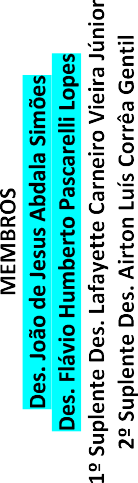 MEMBROS
Des. João de Jesus Abdala Simões
Des. Flávio Humberto Pascarelli Lopes
1º Suplente Des. Lafayette Carneiro Vieira Júnior
2º Suplente Des. Airton Luís Corrêa Gentil